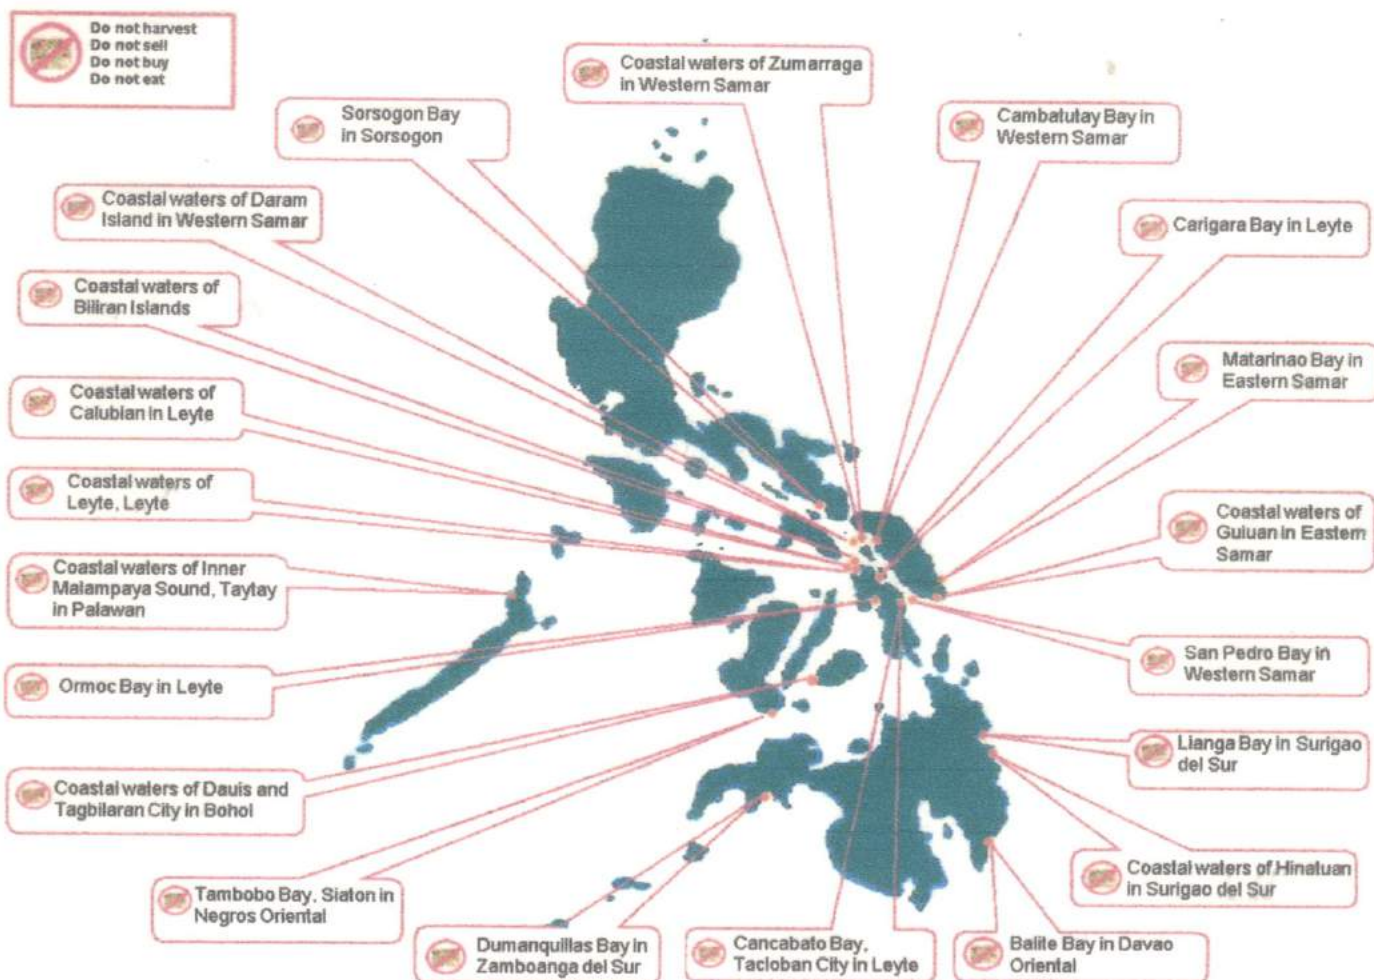 Do not harvest
Do not sell
Do not buy
Do not eat
Coastal waters of Zumarraga
in Western Samar
Sorsogon Bay
in Sorsogon
Cambatutay Bay in
Western Samar
Coastal waters of Daram
Island in Western Samar
Carigara Bay in Leyte
Coastal waters of
Biliran Islands
Matarinao Bay in
Eastern Samar
Coastal waters of
Calubian in Leyte
Coastal waters of
Leyte, Leyte
Coastal waters of
Guiuan in Eastern
Samar
Coastal waters of Inner
Malampaya Sound, Taytay
in Palawan
San Pedro Bay in
Western Samar
Ormoc Bay in Leyte
Lianga Bay in Surigao
del Sur
Coastal waters of Dauis and
Tagbilaran City in Bohol
Coastal waters of Hinatuan
in Surigao del Sur
Tambobo Bay, Siaton in
Negros Oriental
Dumanquillas Bay in
Zamboanga del Sur
Cancabato Bay,
Tacloban City in Leyte
Balite Bay in Davao
Oriental